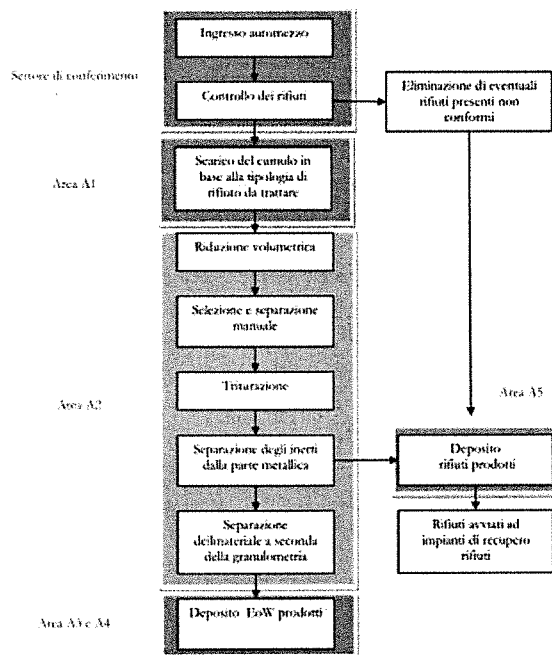 Ingresso automezzo
Settore di conferimento
Controllo dei rifiuti
Eliminazione di eventuali
rifiuti presenti non
conformi
Scarico del cumulo in
base alla tipologia di
rifiuto da trattare
Area A1
Riduzione volumetrica
Selezione e separazione
manuale
Triturazione
Area A2
Area A5
Separazione degli inerti
dalla parte metallica
Deposito
rifiuti prodotti
Separazione
delmateriale a seconda
della granulometria
Rifiuti avviati ad
impianti di recupero
rifiuti
Deposito EoW prodotti
Area A3 e A4